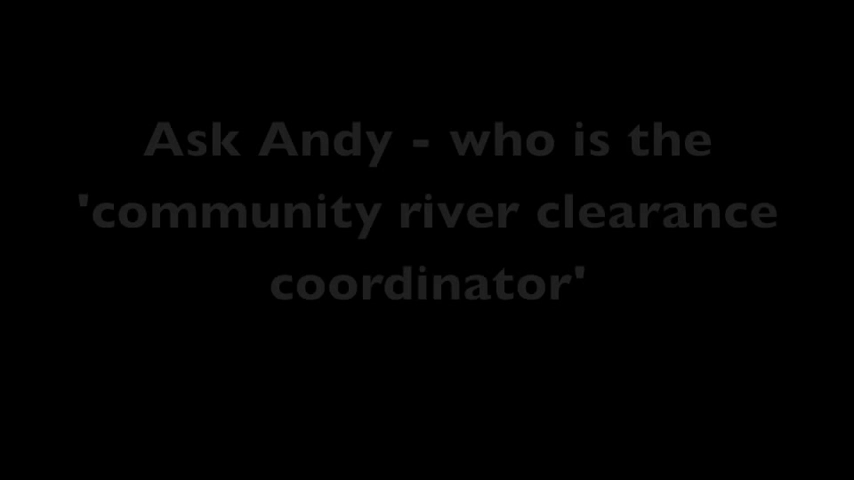 Ask Andy - who is the
'community river clearance
coordinator'